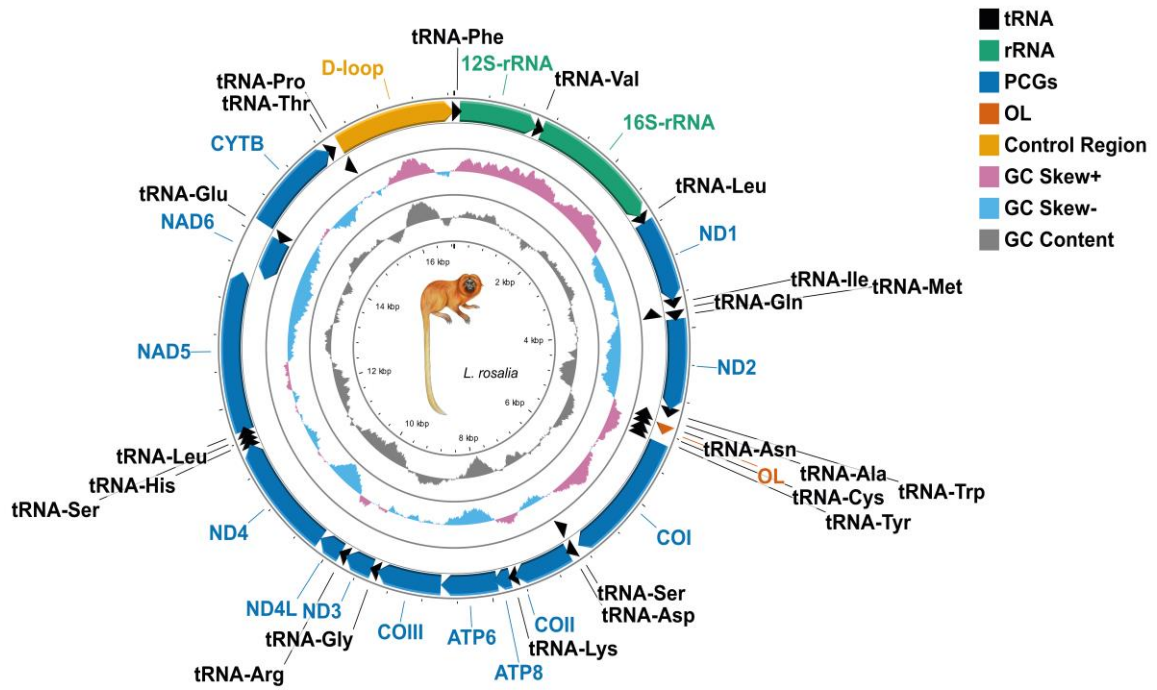 tRNA-Phe
12S-rRNA
tRNA-Val
16S-rRNA
tRNA-Leu
ND1
tRNA-Ile
tRNA-Met
tRNA-Gln
ND2
tRNA-Asn
OL
tRNA-Ala
tRNA-Trp
tRNA-Cys
tRNA-Tyr
COI
tRNA-Ser
tRNA-Asp
COII
tRNA-Lys
ATP8
ATP6
COIII
tRNA-Gly
ND3
tRNA-Arg
ND4L
ND4
tRNA-Ser
tRNA-His
tRNA-Leu
NAD5
NAD6
tRNA-Glu
CYTB
tRNA-Thr
tRNA-Pro
D-loop
16 kbp
2 kbp
4 kbp
6 kbp
8 kbp
10 kbp
12 kbp
14 kbp
L. rosalia
tRNA
rRNA
PCGs
OL
Control Region
GC Skew+
GC Skew-
GC Content